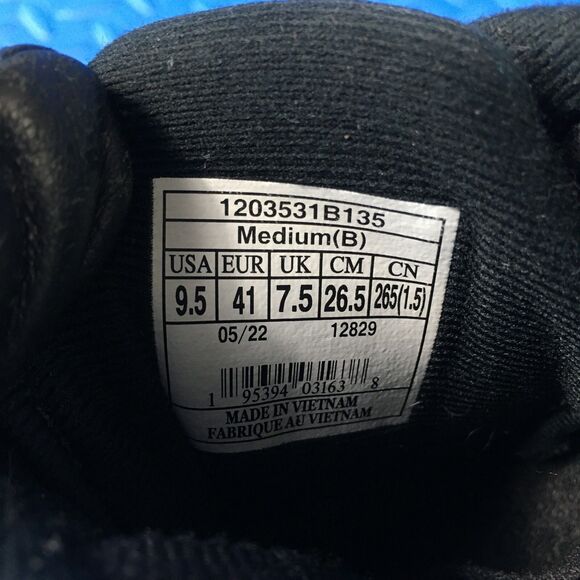 1203531B135
Medium(B)
USA EUR UK CM CN
9.5 41 7.5 26.5 265(1.5)
05/22 12829
1 95394 03163 8
MADE IN VIETNAM
FABRIQUE AU VIETNAM